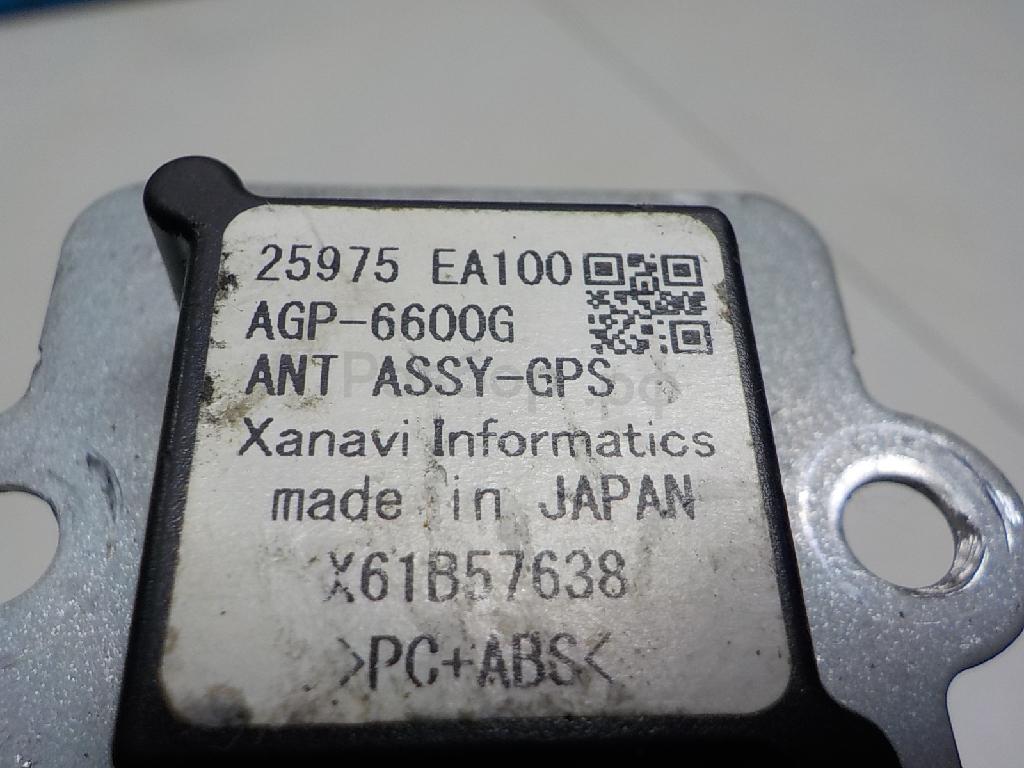 25975 EA100
AGP-6600G
ANT ASSY-GPS
Xanavi Informatics
made in JAPAN
X61B57638
>PC+ABS<